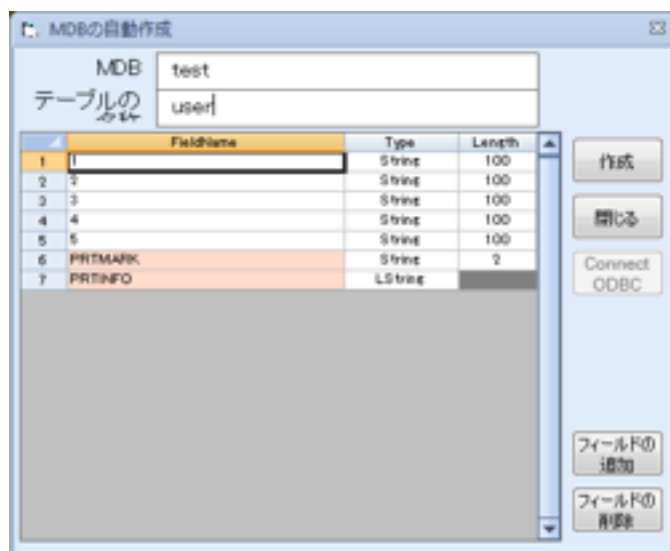 MDBの自動作成
MDB
test
テーブルの
user
FieldName Type Length
1 1 String 100
2 2 String 100
3 3 String 100
4 4 String 100
5 5 String 100
6 PRTMARK String 2
7 PRTINFO LString
作成
閉じる
Connect
ODBC
フィールドの
追加
フィールドの
削除